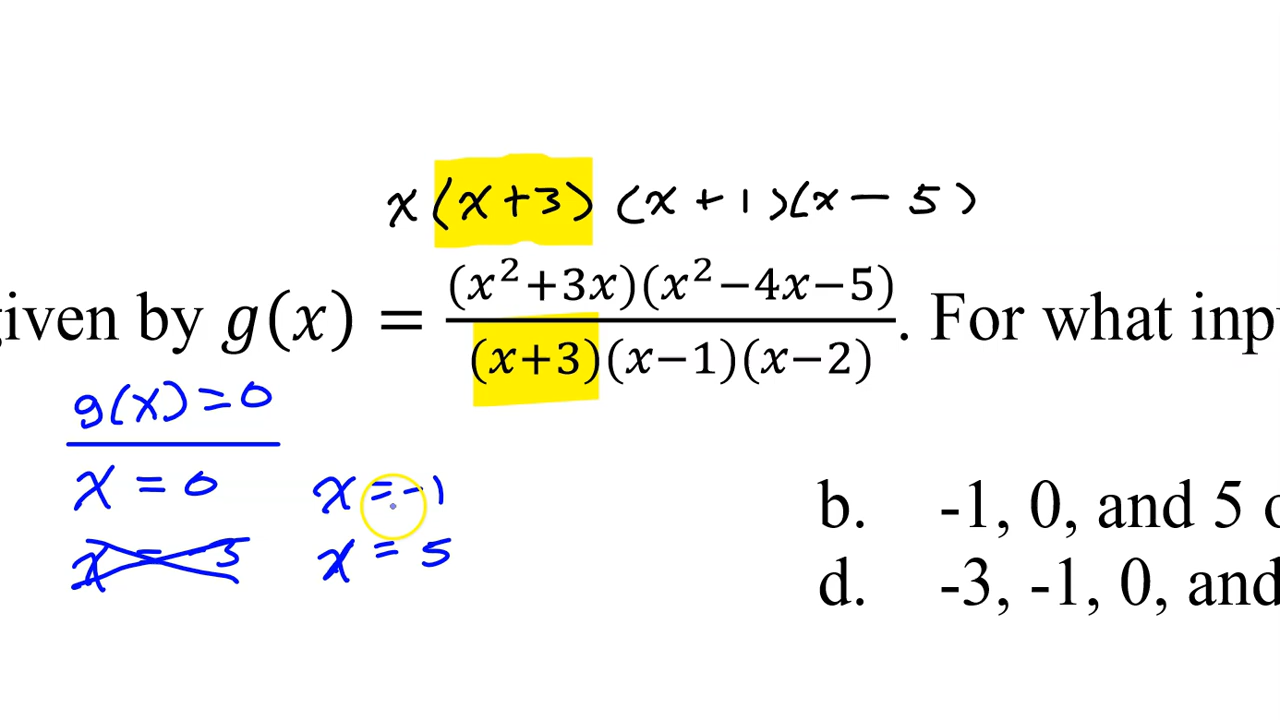 x(x+3)(x+1)(x-5)
given by g(x) = (x²+3x)(x²−4x−5) / (x+3)(x−1)(x−2). For what inp
g(x)=0
x = 0 x = -1
x = -3 x = 5
b. -1, 0, and 5 o
d. -3, -1, 0, and